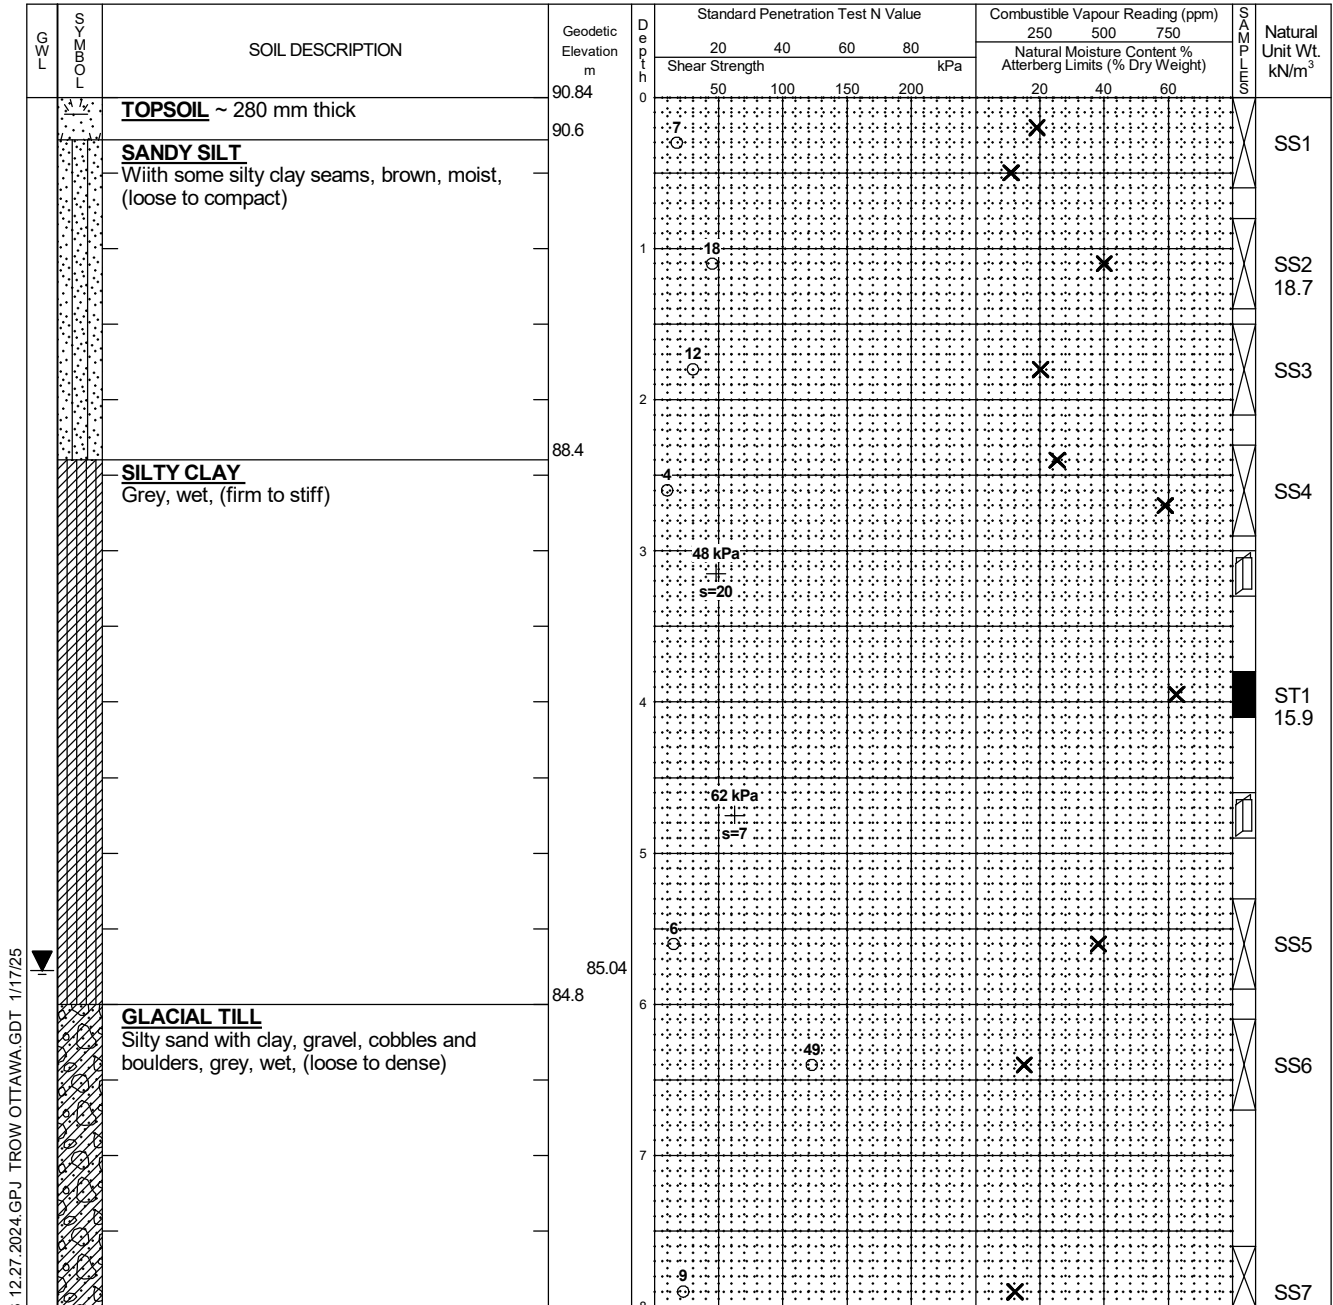 GWL
SYMBOL
SOIL DESCRIPTION
Geodetic
Elevation
m
Depth
Standard Penetration Test N Value
20 40 60 80
Shear Strength kPa
50 100 150 200
Combustible Vapour Reading (ppm)
250 500 750
Natural Moisture Content %
Atterberg Limits (% Dry Weight)
20 40 60
SAMPLES
Natural
Unit Wt.
kN/m³
90.84
0
TOPSOIL ~ 280 mm thick
90.6
7
SS1
SANDY SILT
Wiith some silty clay seams, brown, moist,
(loose to compact)
1
18
SS2
18.7
12
SS3
2
88.4
SILTY CLAY
Grey, wet, (firm to stiff)
4
SS4
3
48 kPa
s=20
4
ST1
15.9
62 kPa
s=7
5
6
SS5
85.04
84.8
6
GLACIAL TILL
Silty sand with clay, gravel, cobbles and
boulders, grey, wet, (loose to dense)
49
SS6
7
9
SS7
12.27.2024.GPJ TROW OTTAWA.GDT 1/17/25